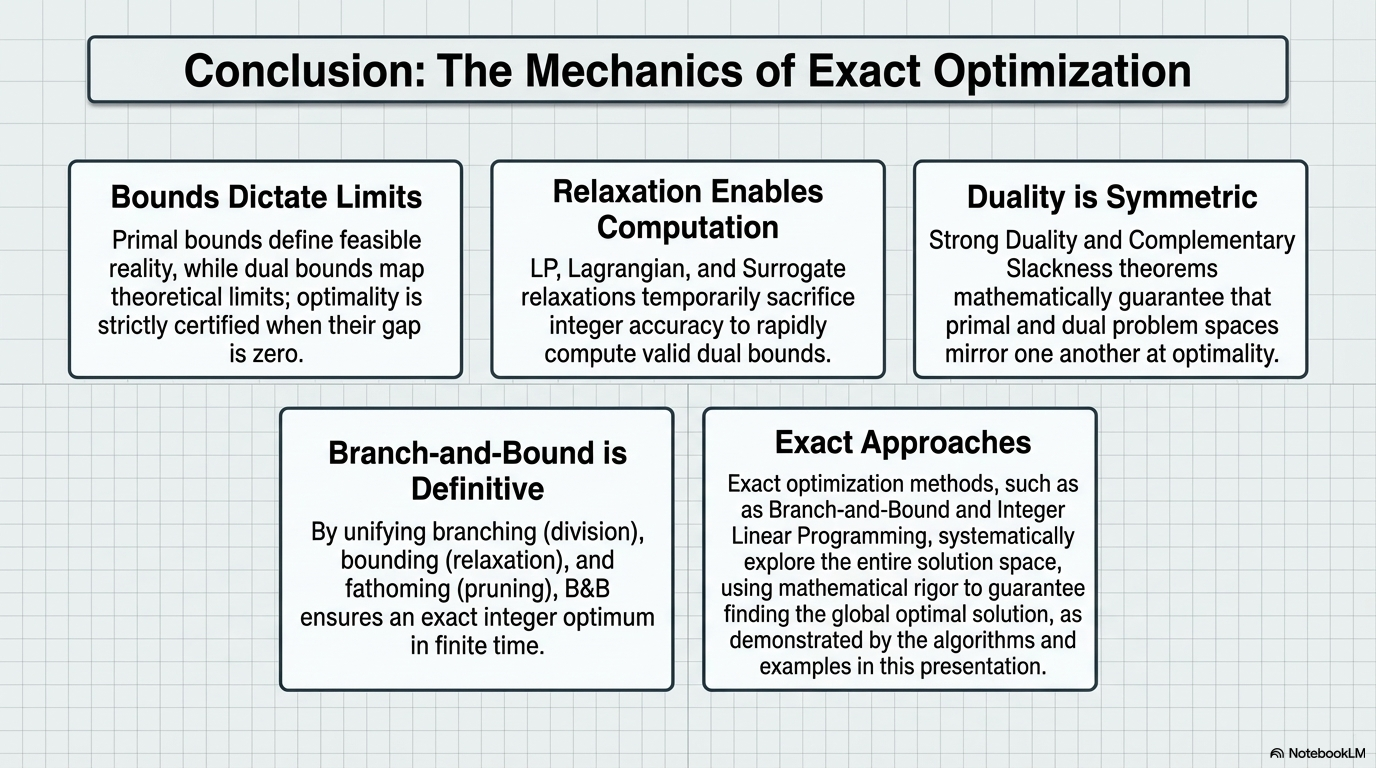 Conclusion: The Mechanics of Exact Optimization
Bounds Dictate Limits
Primal bounds define feasible
reality, while dual bounds map
theoretical limits; optimality is
strictly certified when their gap
is zero.
Relaxation Enables
Computation
LP, Lagrangian, and Surrogate
relaxations temporarily sacrifice
integer accuracy to rapidly
compute valid dual bounds.
Duality is Symmetric
Strong Duality and Complementary
Slackness theorems
mathematically guarantee that
primal and dual problem spaces
mirror one another at optimality.
Branch-and-Bound is
Definitive
By unifying branching (division),
bounding (relaxation), and
fathoming (pruning), B&B
ensures an exact integer optimum
in finite time.
Exact Approaches
Exact optimization methods, such as
as Branch-and-Bound and Integer
Linear Programming, systematically
explore the entire solution space,
using mathematical rigor to guarantee
finding the global optimal solution, as
demonstrated by the algorithms and
examples in this presentation.
NotebookLM